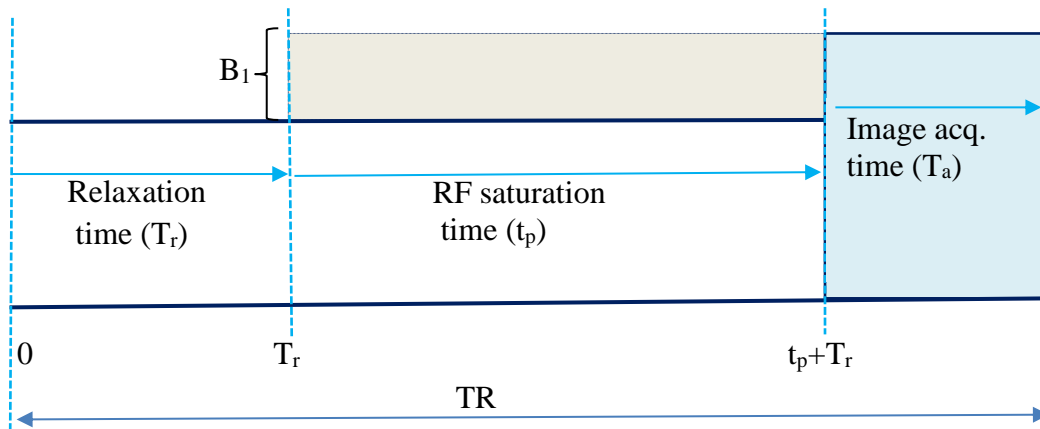 B₁
Image acq.
time (Tₐ)
Relaxation
time (Tᵣ)
RF saturation
time (tₚ)
0
Tᵣ
tₚ+Tᵣ
TR